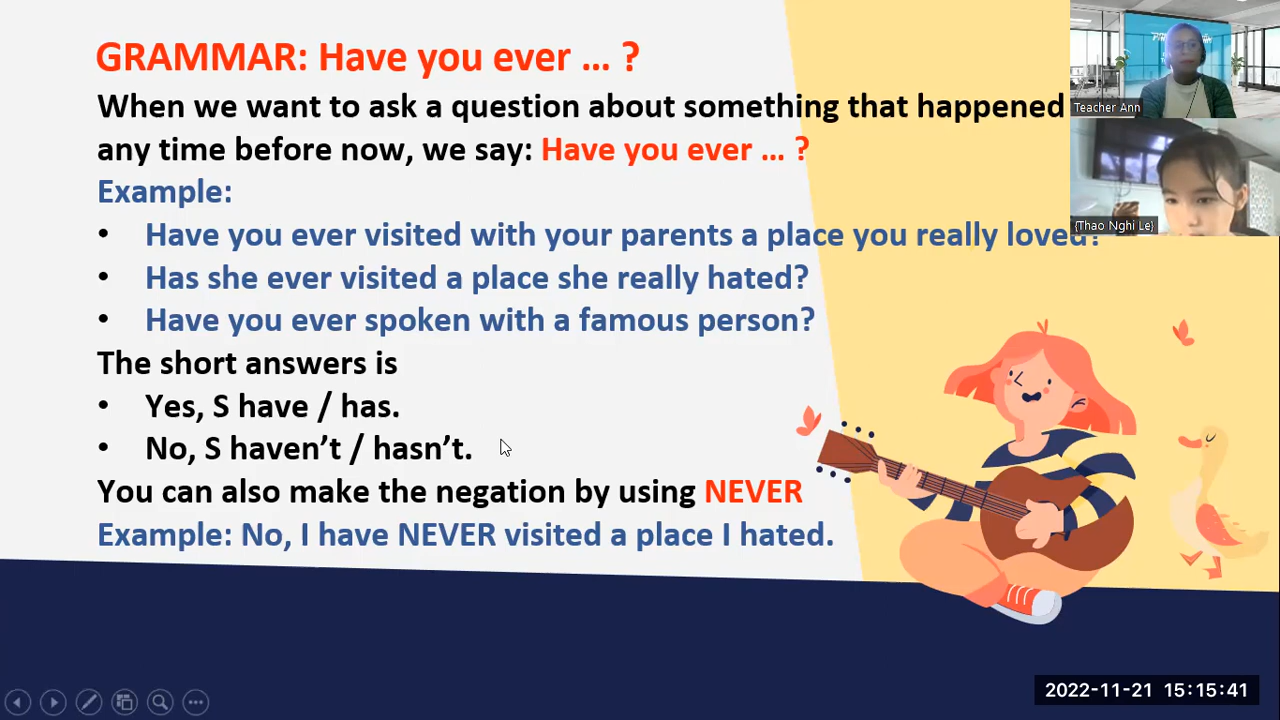 GRAMMAR: Have you ever … ?
When we want to ask a question about something that happened
any time before now, we say: Have you ever … ?
Example:
• Have you ever visited with your parents a place you really loved?
• Has she ever visited a place she really hated?
• Have you ever spoken with a famous person?
The short answers is
• Yes, S have / has.
• No, S haven’t / hasn’t.
You can also make the negation by using NEVER
Example: No, I have NEVER visited a place I hated.
Teacher Ann
(Thao Nghi Le)
2022-11-21 15:15:41